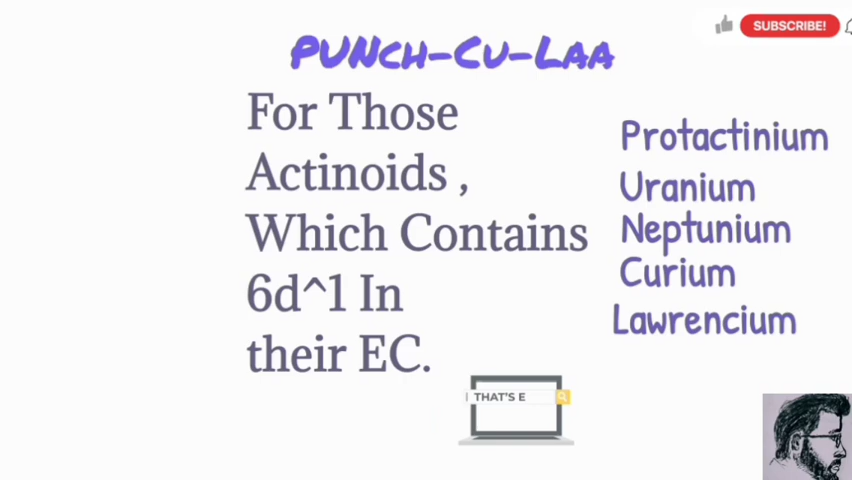 SUBSCRIBE!
PUNch-Cu-Laa
For Those
Actinoids ,
Which Contains
6d^1 In
their EC.
Protactinium
Uranium
Neptunium
Curium
Lawrencium
THAT'S E